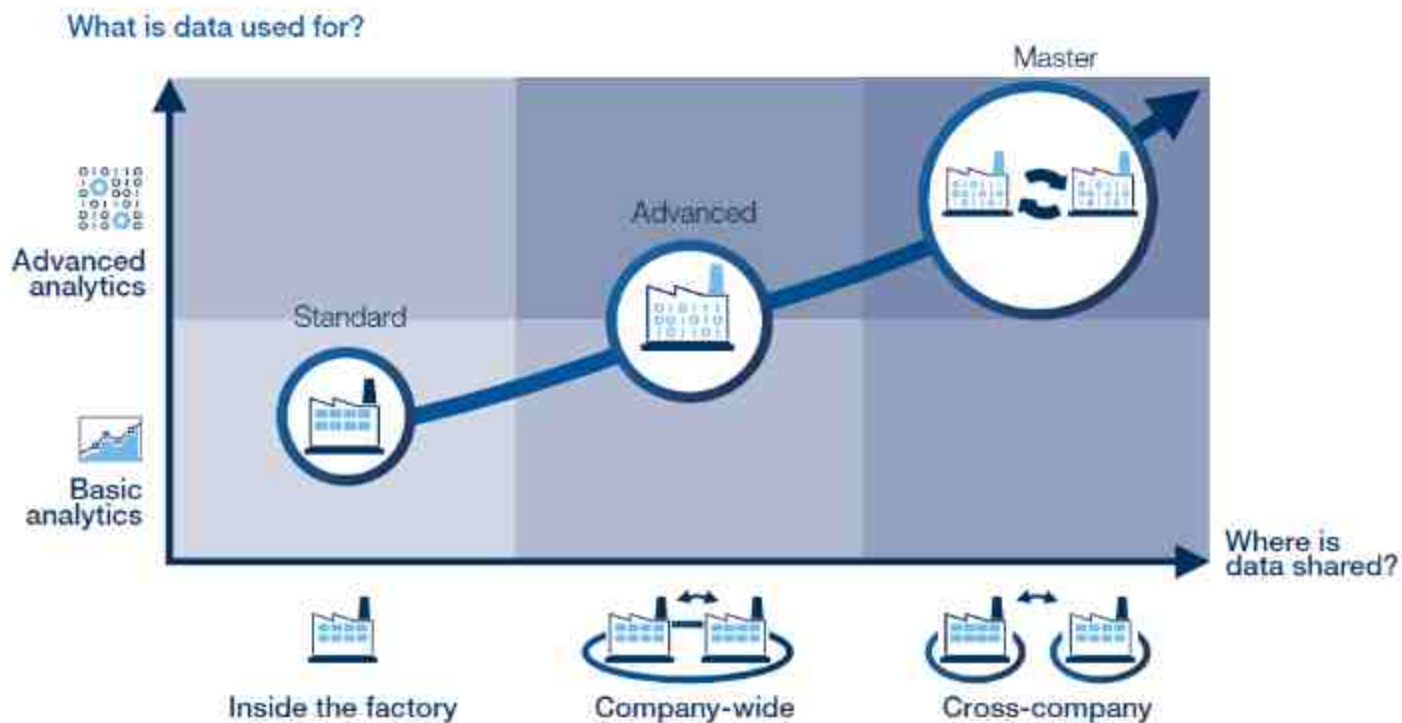 What is data used for?
Master
Advanced
Advanced
analytics
Standard
Basic
analytics
Where is
data shared?
Inside the factory
Company-wide
Cross-company